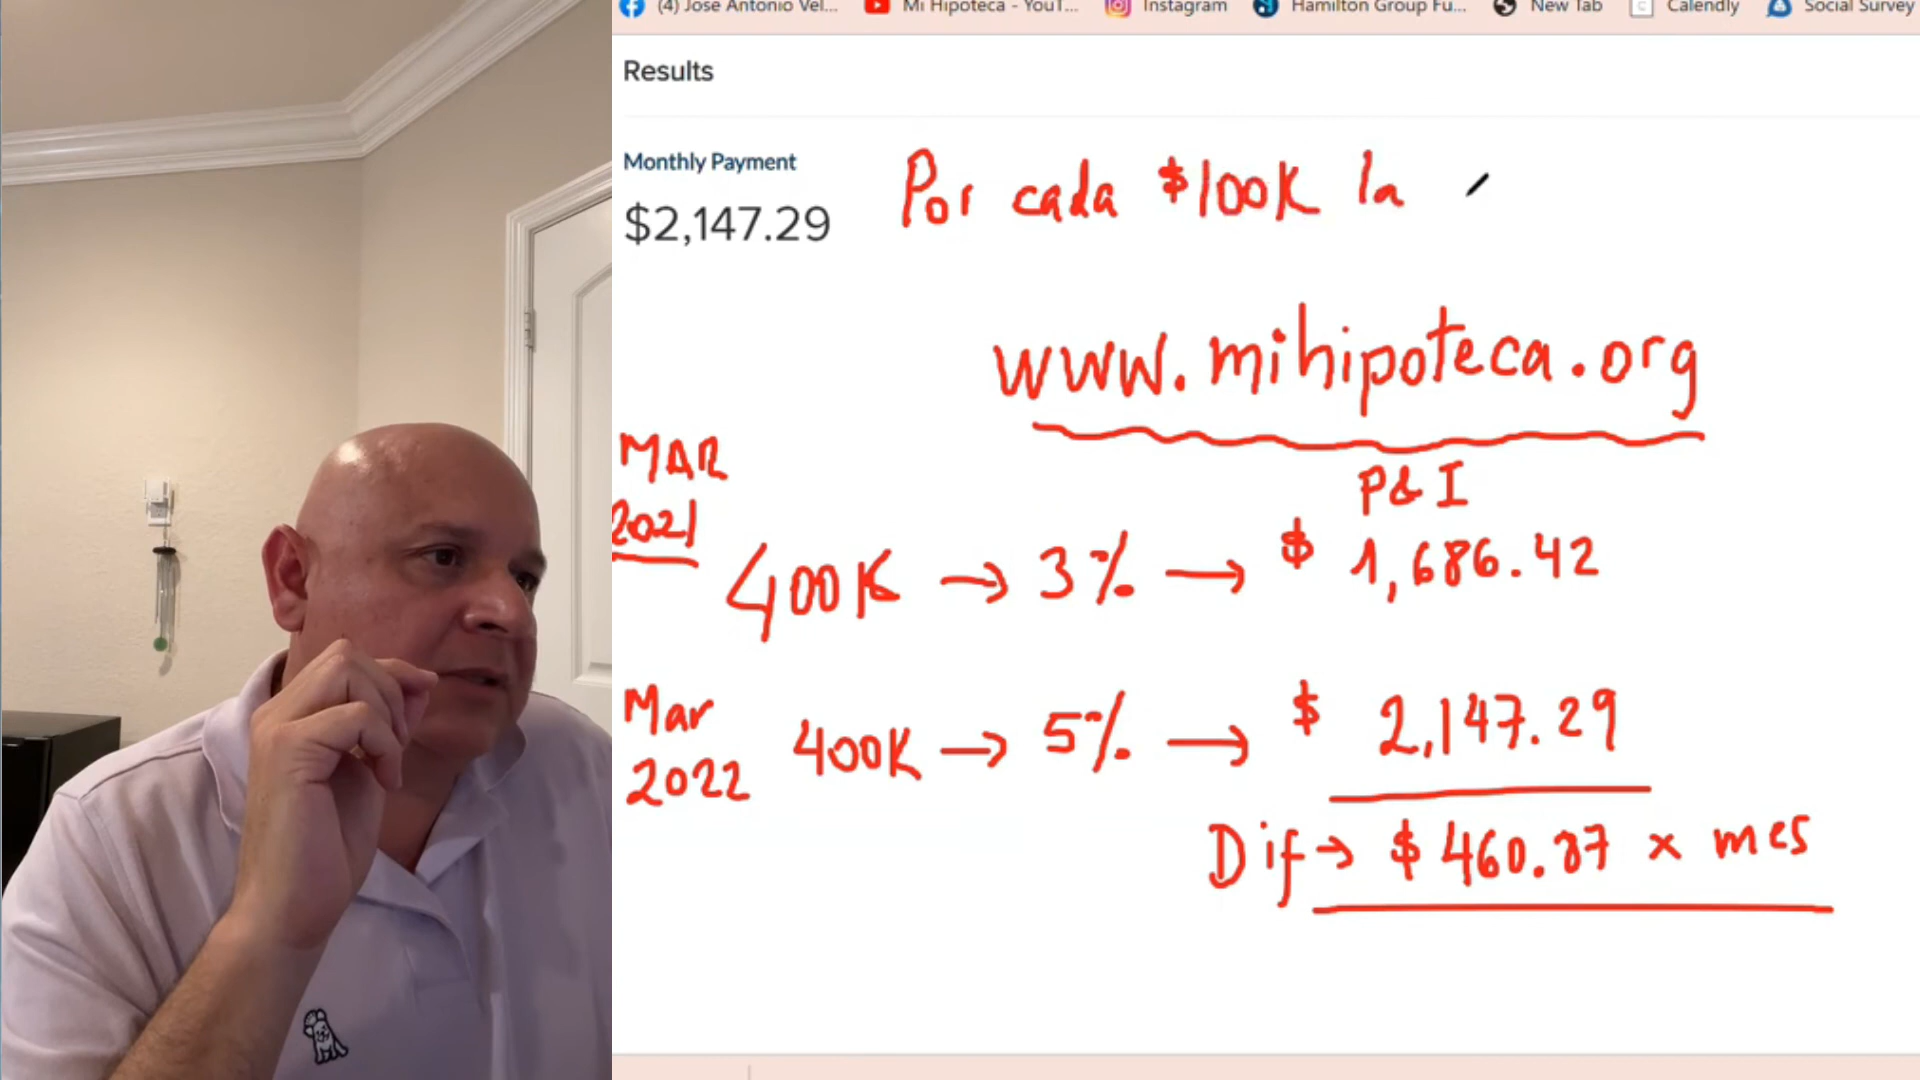 (4) Jose Antonio Vel... Mi Hipoteca - YouT... Instagram Hamilton Group Fu... New Tab Calendly Social Survey
Results
Monthly Payment
$2,147.29
Por cada $100K la
www.mihipoteca.org
P&I
MAR
2021
400K → 3% → $ 1,686.42
Mar
2022
400K → 5% → $ 2,147.29
Dif → $460.87 x mes